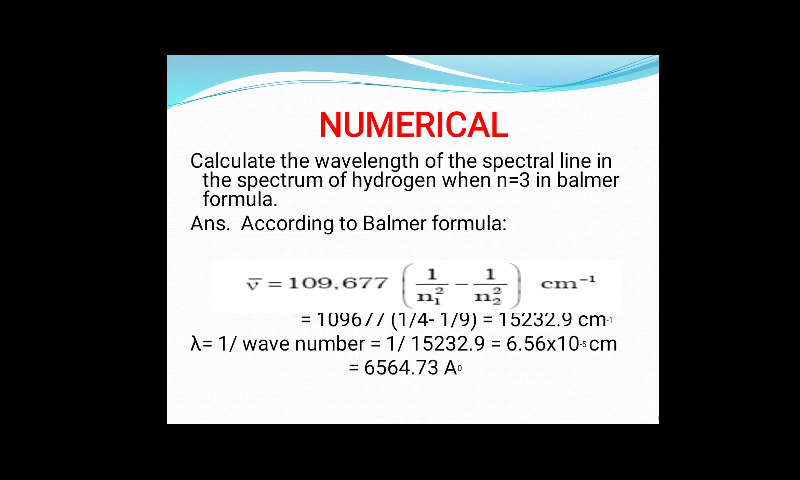 NUMERICAL
Calculate the wavelength of the spectral line in
the spectrum of hydrogen when n=3 in balmer
formula.
Ans. According to Balmer formula:
ν̅ = 109,677 (1/n₁² − 1/n₂²) cm⁻¹
= 109677 (1/4- 1/9) = 15232.9 cm-1
λ= 1/ wave number = 1/ 15232.9 = 6.56x10-5 cm
= 6564.73 A0